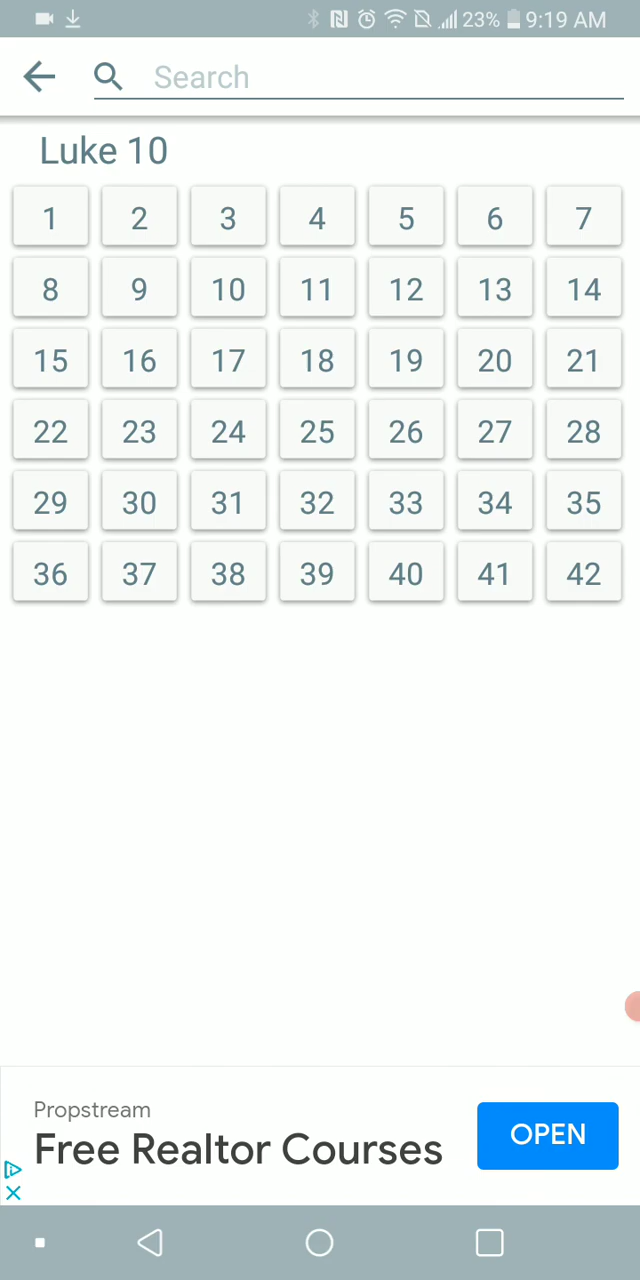 23% 9:19 AM
Search
Luke 10
1 2 3 4 5 6 7
8 9 10 11 12 13 14
15 16 17 18 19 20 21
22 23 24 25 26 27 28
29 30 31 32 33 34 35
36 37 38 39 40 41 42
Propstream
Free Realtor Courses
OPEN